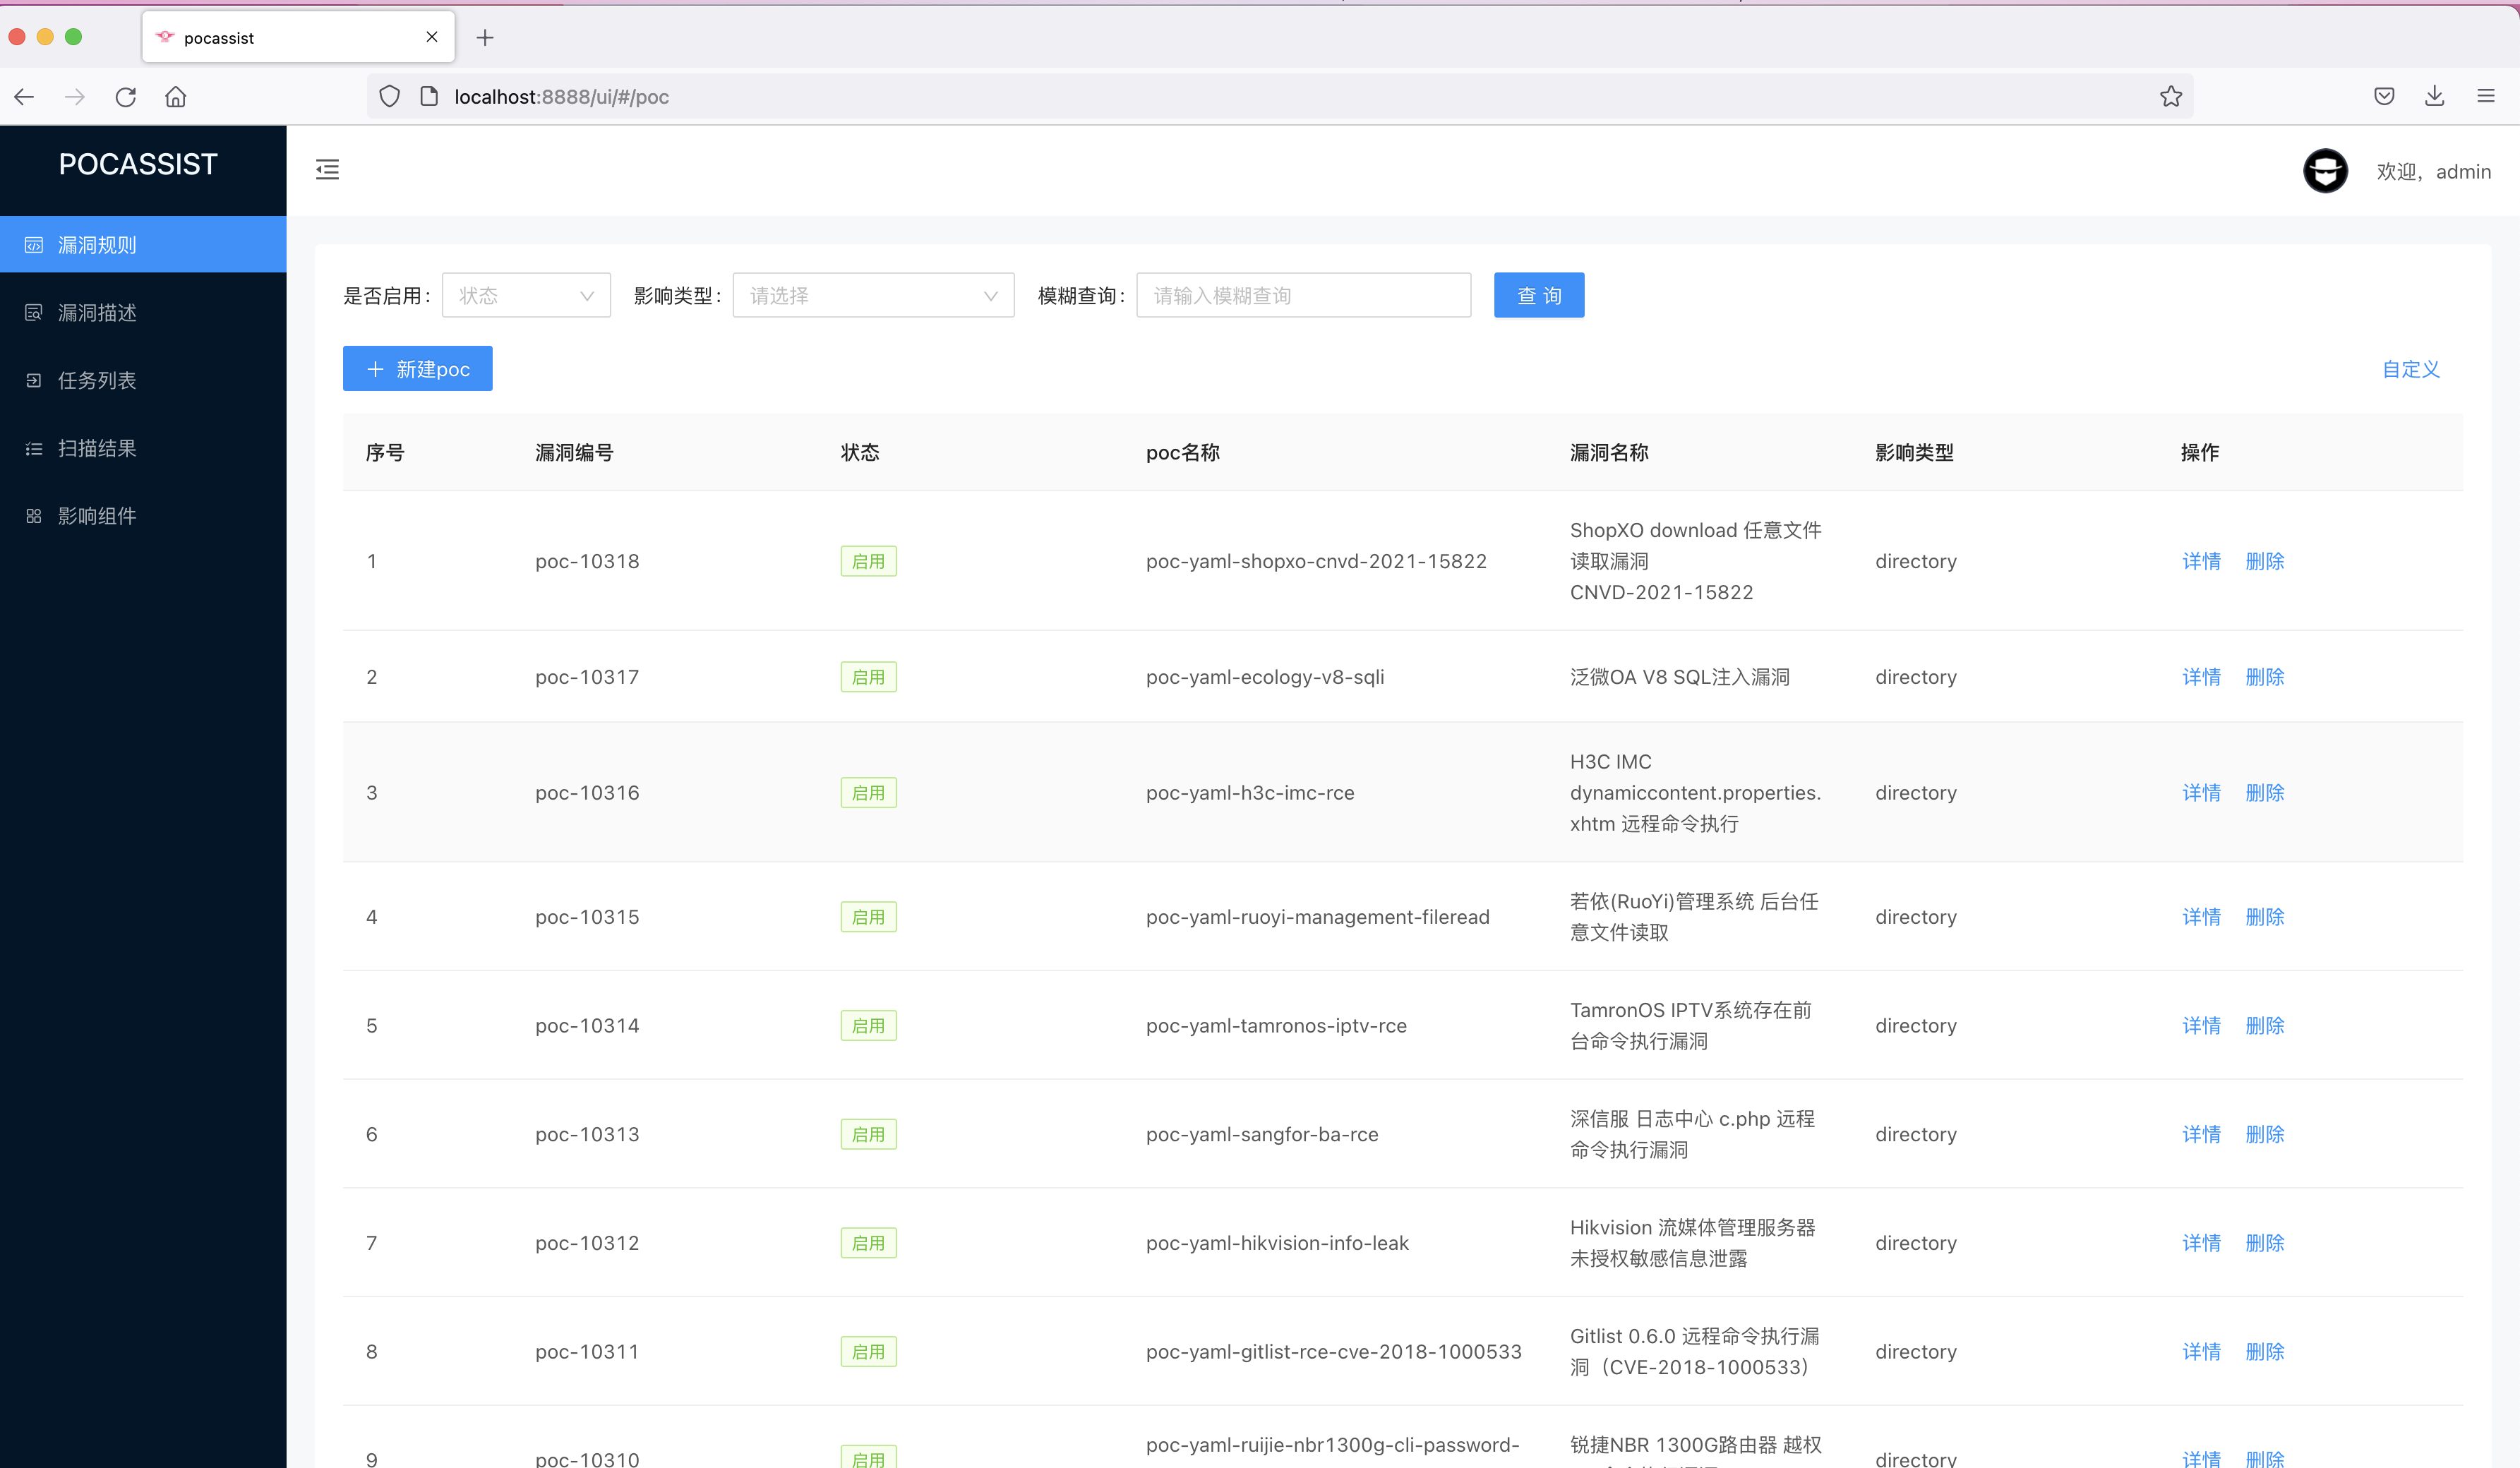 pocassist
localhost:8888/ui/#/poc
POCASSIST
欢迎，admin
漏洞规则
漏洞描述
任务列表
扫描结果
影响组件
是否启用: 状态 影响类型: 请选择 模糊查询: 请输入模糊查询 查 询
新建poc 自定义
序号 漏洞编号 状态 poc名称 漏洞名称 影响类型 操作
ShopXO download 任意文件
1 poc-10318 启用 poc-yaml-shopxo-cnvd-2021-15822 读取漏洞 directory 详情 删除
CNVD-2021-15822
2 poc-10317 启用 poc-yaml-ecology-v8-sqli 泛微OA V8 SQL注入漏洞 directory 详情 删除
H3C IMC
3 poc-10316 启用 poc-yaml-h3c-imc-rce dynamiccontent.properties. directory 详情 删除
xhtm 远程命令执行
4 poc-10315 启用 poc-yaml-ruoyi-management-fileread 若依(RuoYi)管理系统 后台任 directory 详情 删除
意文件读取
5 poc-10314 启用 poc-yaml-tamronos-iptv-rce TamronOS IPTV系统存在前 directory 详情 删除
台命令执行漏洞
6 poc-10313 启用 poc-yaml-sangfor-ba-rce 深信服 日志中心 c.php 远程 directory 详情 删除
命令执行漏洞
7 poc-10312 启用 poc-yaml-hikvision-info-leak Hikvision 流媒体管理服务器 directory 详情 删除
未授权敏感信息泄露
8 poc-10311 启用 poc-yaml-gitlist-rce-cve-2018-1000533 Gitlist 0.6.0 远程命令执行漏 directory 详情 删除
洞（CVE-2018-1000533）
poc-yaml-ruijie-nbr1300g-cli-password- 锐捷NBR 1300G路由器 越权
9 poc-10310 启用 directory 详情 删除